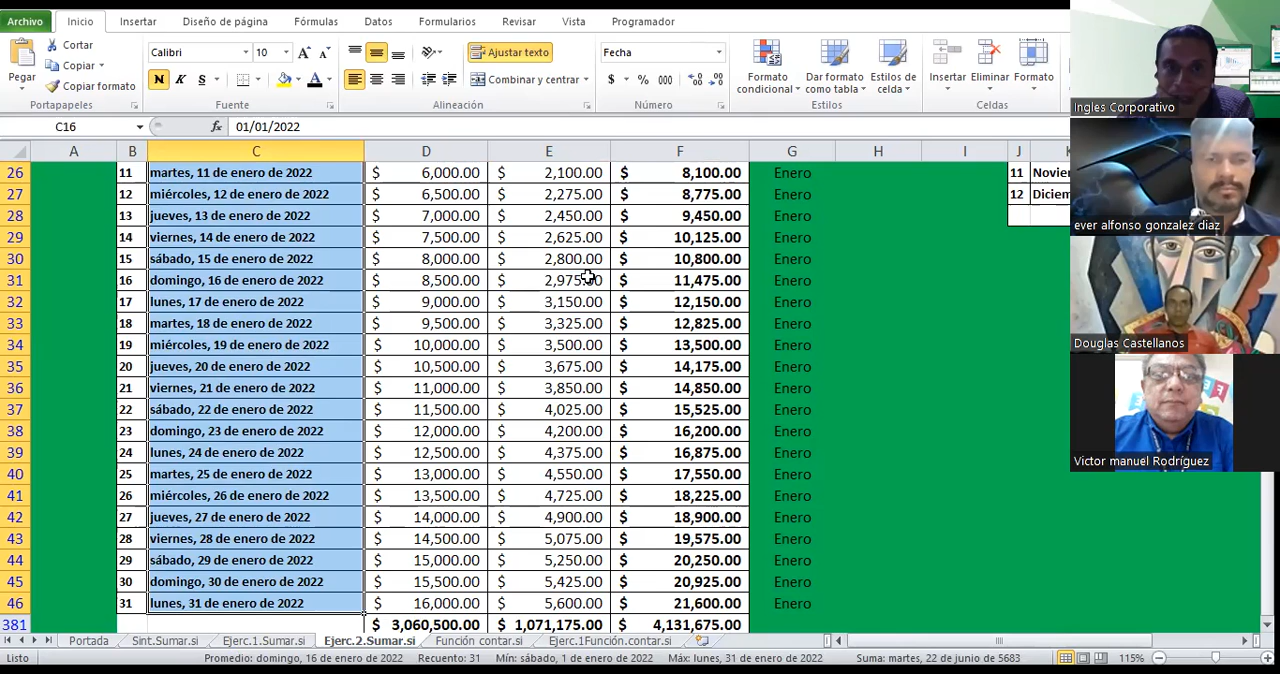 Archivo Inicio Insertar Diseño de página Fórmulas Datos Formularios Revisar Vista Programador
Pegar
Cortar
Copiar
Copiar formato
Portapapeles
Calibri 10
N K S
Fuente
Ajustar texto
Combinar y centrar
Alineación
Fecha
$ % 000
Número
Formato condicional
Dar formato como tabla
Estilos de celda
Estilos
Insertar Eliminar Formato
Celdas
C16 fx 01/01/2022
A B C D E F G H I J K
26 11 martes, 11 de enero de 2022 $ 6,000.00 $ 2,100.00 $ 8,100.00 Enero 11
27 12 miércoles, 12 de enero de 2022 $ 6,500.00 $ 2,275.00 $ 8,775.00 Enero 12
28 13 jueves, 13 de enero de 2022 $ 7,000.00 $ 2,450.00 $ 9,450.00 Enero
29 14 viernes, 14 de enero de 2022 $ 7,500.00 $ 2,625.00 $ 10,125.00 Enero
30 15 sábado, 15 de enero de 2022 $ 8,000.00 $ 2,800.00 $ 10,800.00 Enero
31 16 domingo, 16 de enero de 2022 $ 8,500.00 $ 2,975.00 $ 11,475.00 Enero
32 17 lunes, 17 de enero de 2022 $ 9,000.00 $ 3,150.00 $ 12,150.00 Enero
33 18 martes, 18 de enero de 2022 $ 9,500.00 $ 3,325.00 $ 12,825.00 Enero
34 19 miércoles, 19 de enero de 2022 $ 10,000.00 $ 3,500.00 $ 13,500.00 Enero
35 20 jueves, 20 de enero de 2022 $ 10,500.00 $ 3,675.00 $ 14,175.00 Enero
36 21 viernes, 21 de enero de 2022 $ 11,000.00 $ 3,850.00 $ 14,850.00 Enero
37 22 sábado, 22 de enero de 2022 $ 11,500.00 $ 4,025.00 $ 15,525.00 Enero
38 23 domingo, 23 de enero de 2022 $ 12,000.00 $ 4,200.00 $ 16,200.00 Enero
39 24 lunes, 24 de enero de 2022 $ 12,500.00 $ 4,375.00 $ 16,875.00 Enero
40 25 martes, 25 de enero de 2022 $ 13,000.00 $ 4,550.00 $ 17,550.00 Enero
41 26 miércoles, 26 de enero de 2022 $ 13,500.00 $ 4,725.00 $ 18,225.00 Enero
42 27 jueves, 27 de enero de 2022 $ 14,000.00 $ 4,900.00 $ 18,900.00 Enero
43 28 viernes, 28 de enero de 2022 $ 14,500.00 $ 5,075.00 $ 19,575.00 Enero
44 29 sábado, 29 de enero de 2022 $ 15,000.00 $ 5,250.00 $ 20,250.00 Enero
45 30 domingo, 30 de enero de 2022 $ 15,500.00 $ 5,425.00 $ 20,925.00 Enero
46 31 lunes, 31 de enero de 2022 $ 16,000.00 $ 5,600.00 $ 21,600.00 Enero
381 $ 3,060,500.00 $ 1,071,175.00 $ 4,131,675.00
Portada Sint.Sumar.si Ejerc.1.Sumar.si Ejerc.2.Sumar.si Función contar.si Ejerc.1Función.contar.si
Listo Promedio: domingo, 16 de enero de 2022 Recuento: 31 Mín: sábado, 1 de enero de 2022 Máx: lunes, 31 de enero de 2022 Suma: martes, 22 de junio de 5683 115%
Ingles Corporativo
ever alfonso gonzalez diaz
Douglas Castellanos
Victor manuel Rodríguez